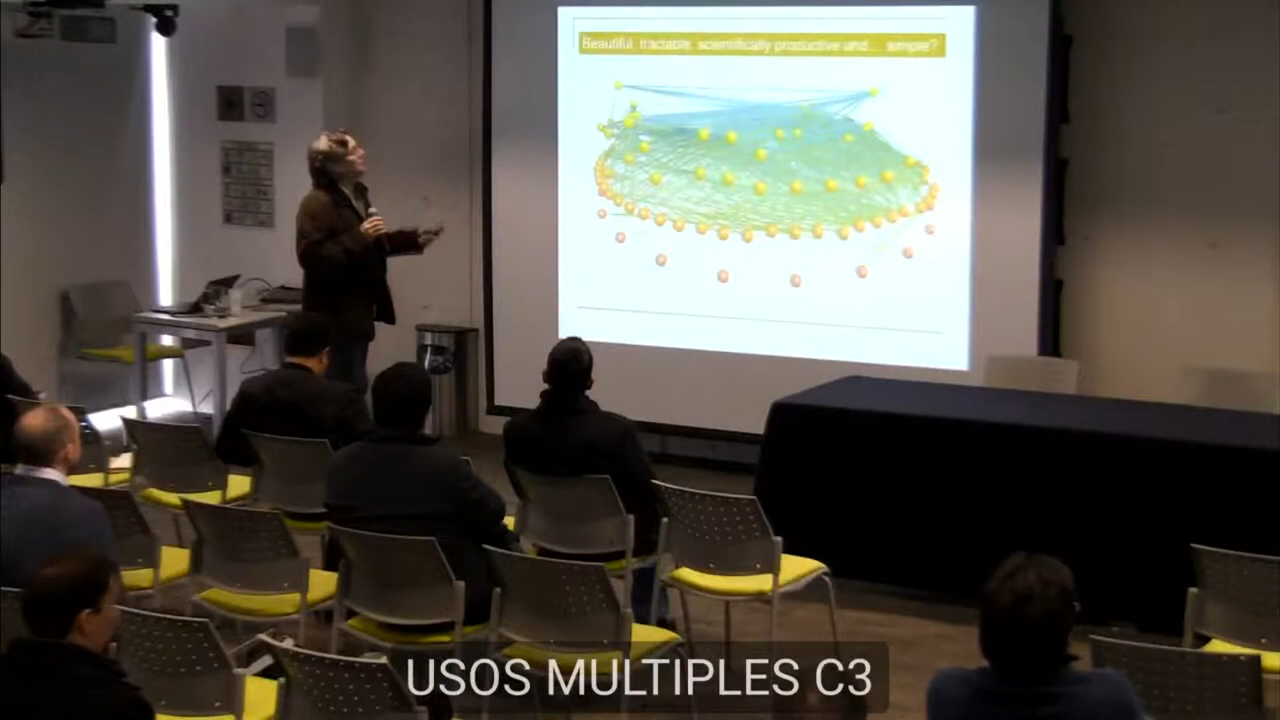 Beautiful, tractable, scientifically productive and... simple?
USOS MULTIPLES C3